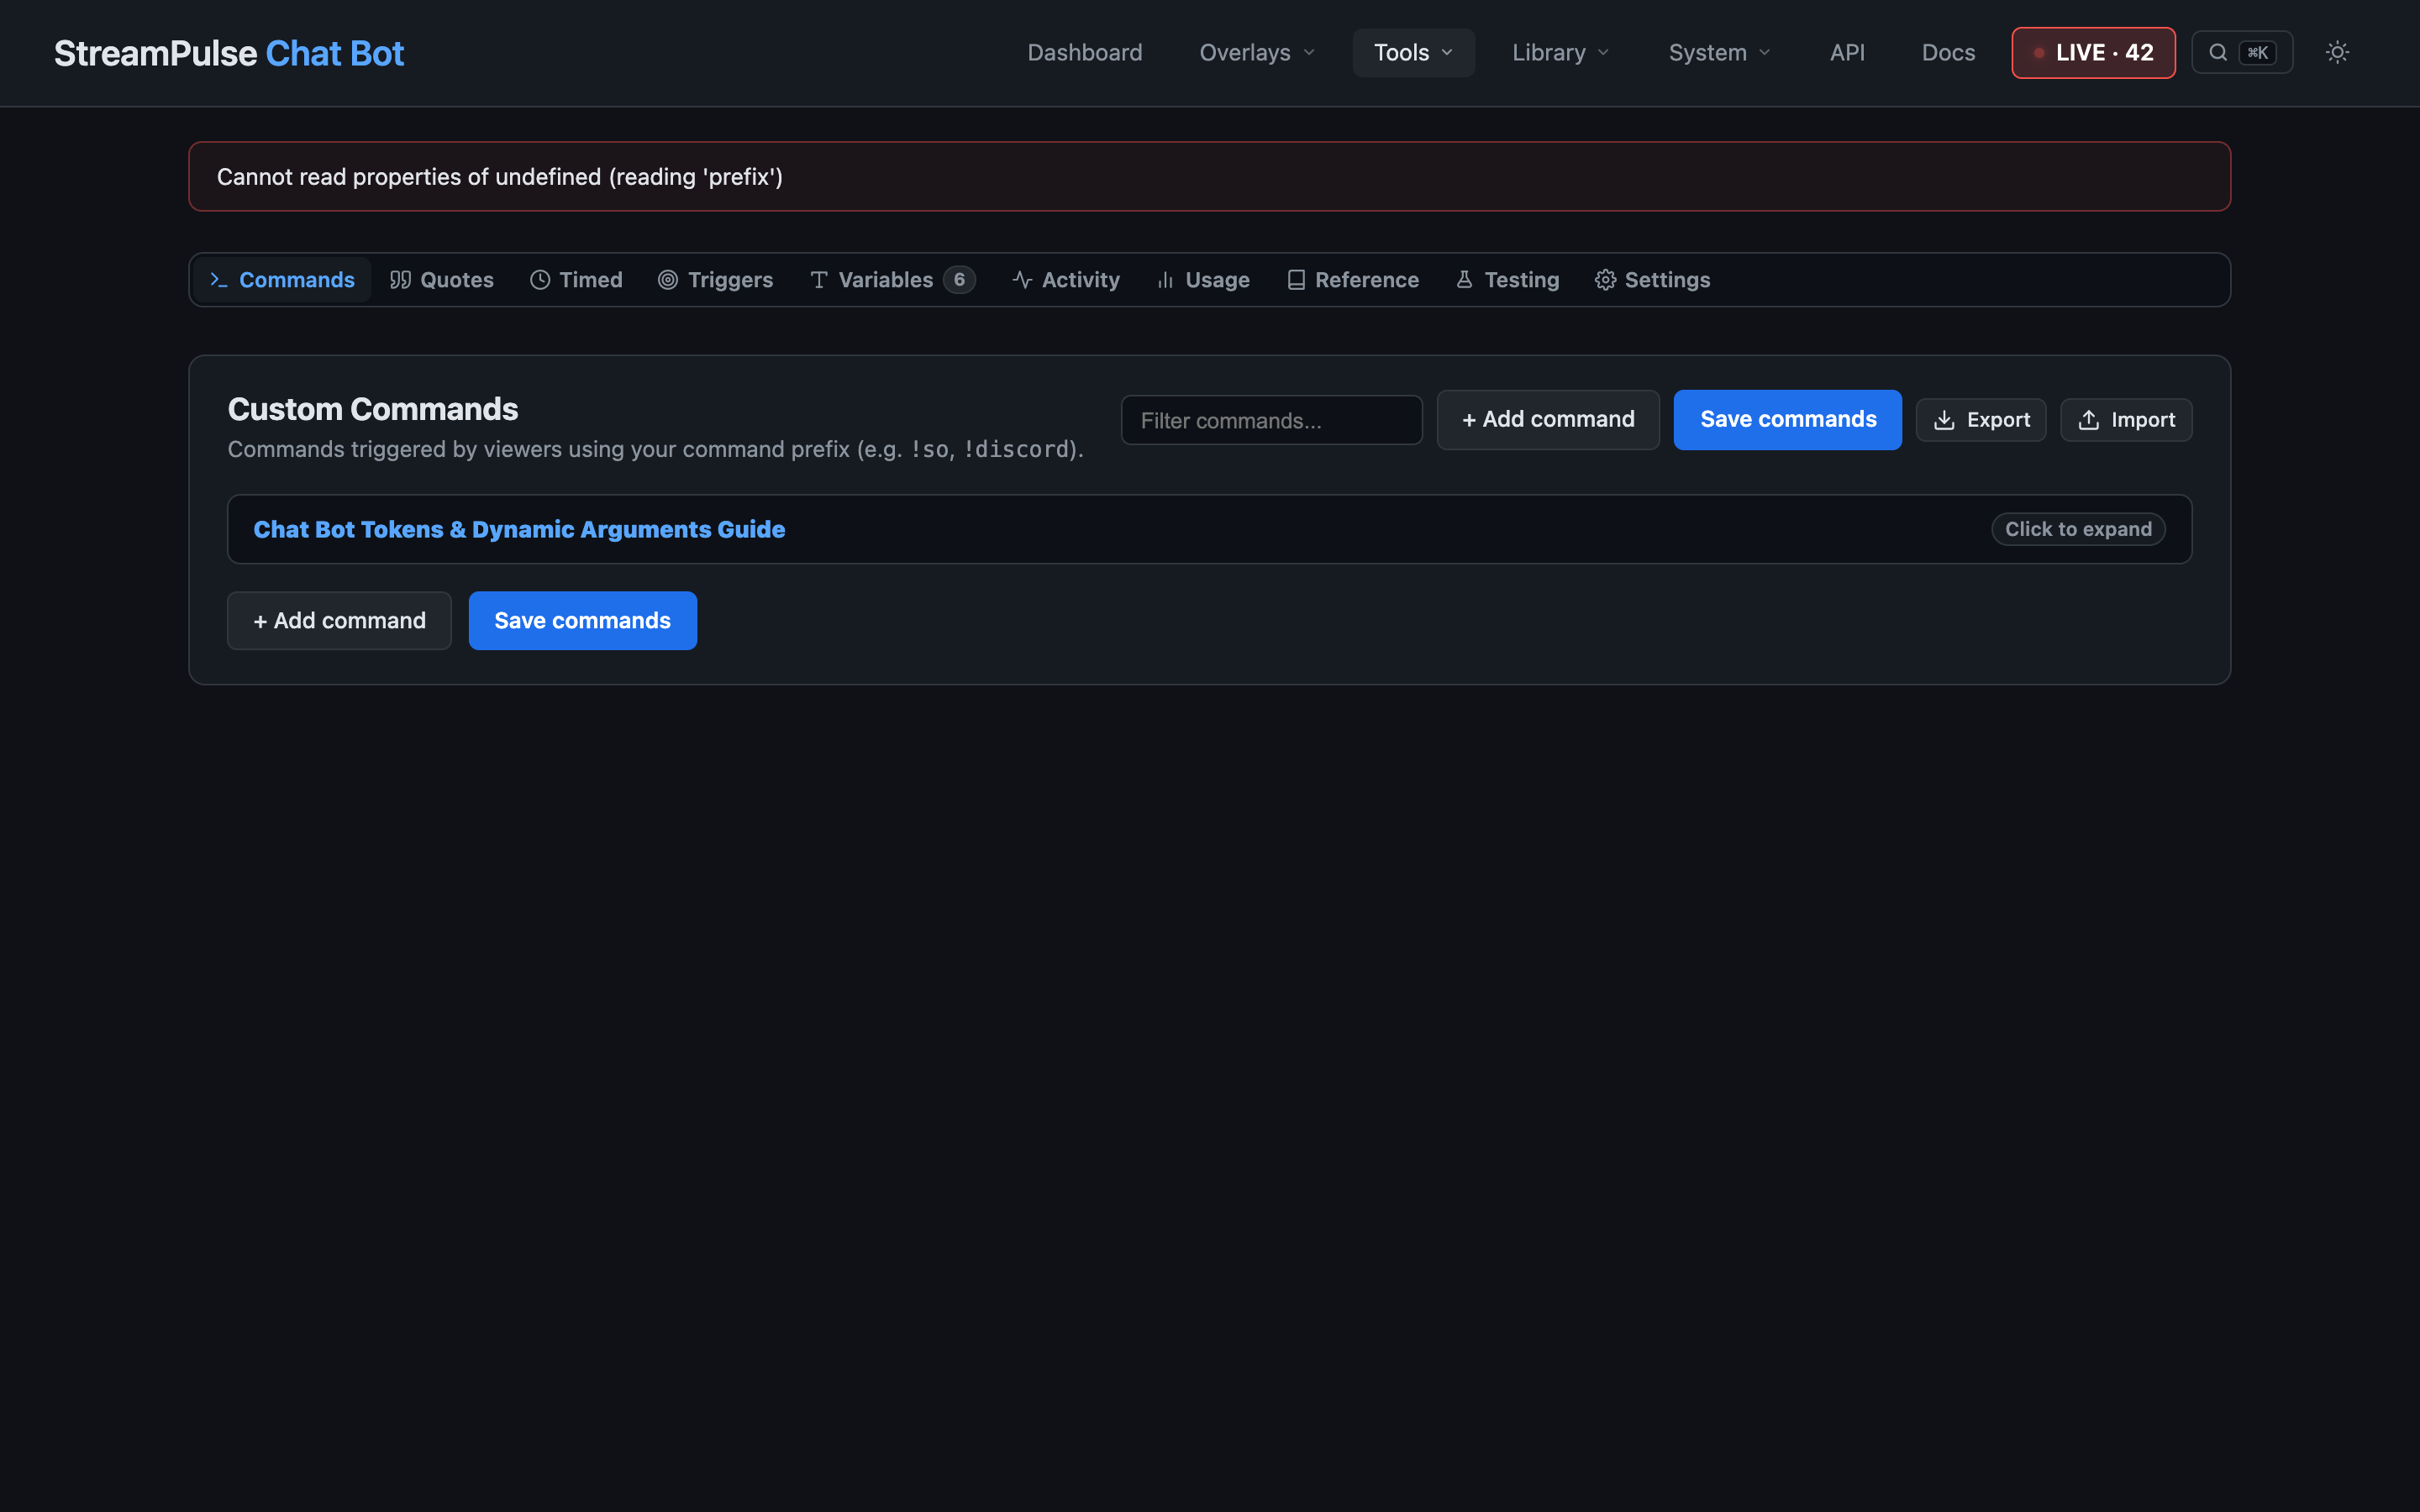 StreamPulse Chat Bot
Dashboard Overlays Tools Library System API Docs LIVE · 42 ⌘K
Cannot read properties of undefined (reading 'prefix')
Commands Quotes Timed Triggers Variables 6 Activity Usage Reference Testing Settings
Custom Commands
Commands triggered by viewers using your command prefix (e.g. !so, !discord).
Filter commands... + Add command Save commands Export Import
Chat Bot Tokens & Dynamic Arguments Guide Click to expand
+ Add command Save commands